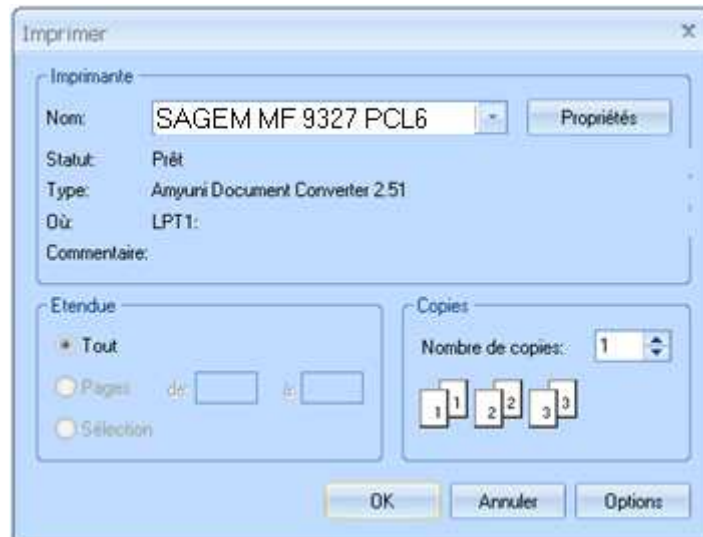 Imprimer
Imprimante
Nom: SAGEM MF 9327 PCL6 Propriétés
Statut: Prêt
Type: Amyuni Document Converter 2.51
Où: LPT1:
Commentaire:
Etendue
Tout
Pages de: à:
Sélection
Copies
Nombre de copies: 1
1 1 2 2 3 3
OK Annuler Options